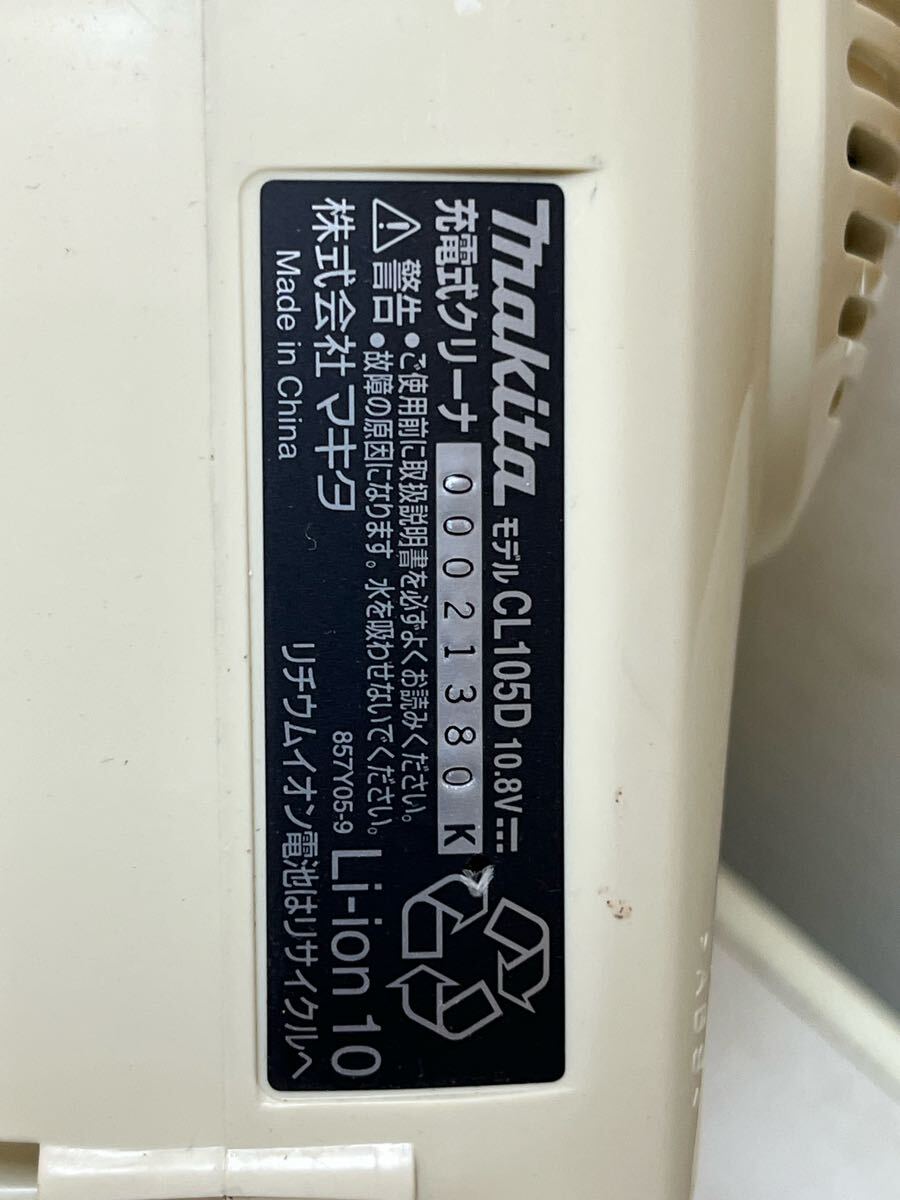 makita モデル CL105D 10.8V
充電式クリーナ 00021380 K
警告 • ご使用前に取扱説明書を必ずよくお読みください。
• 故障の原因になります。水を吸わせないでください。
株式会社 マキタ
857Y05-9
Li-ion 10
Made in China
リチウムイオン電池はリサイクルへ
>ABS<